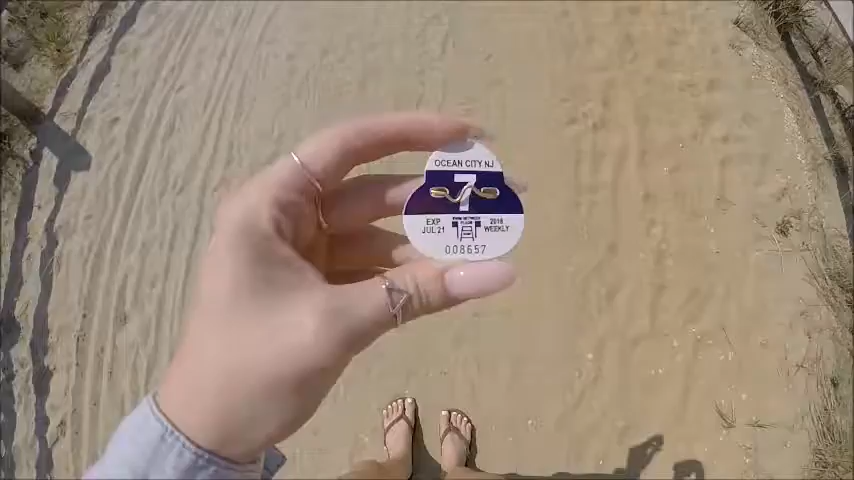 OCEAN CITY NJ
7
EXP
JUL 21
2018
WEEKLY
008657